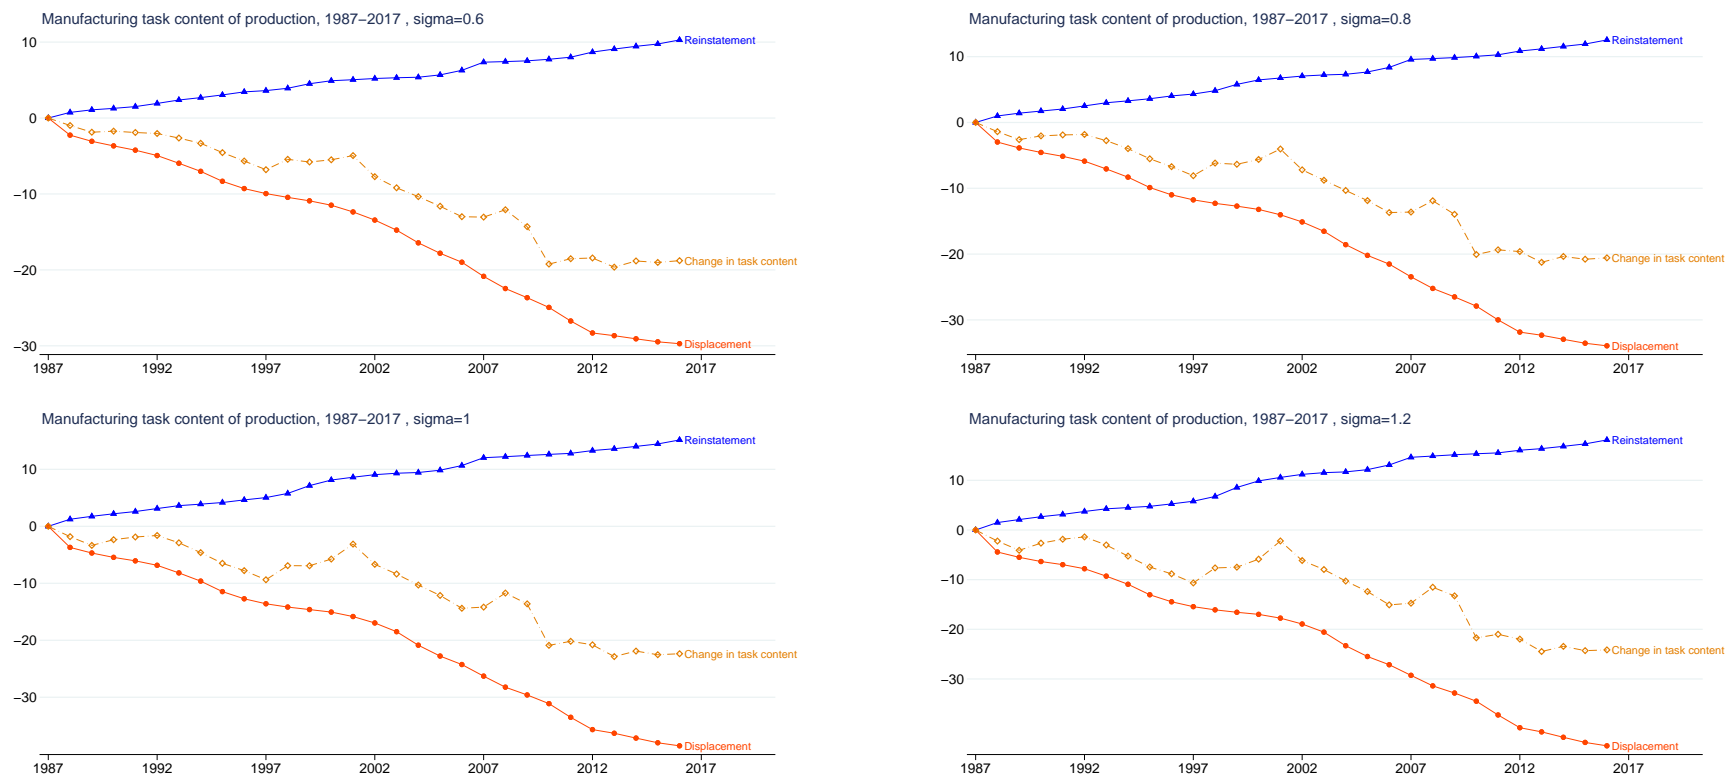 Manufacturing task content of production, 1987−2017 , sigma=0.6
10
0
−10
−20
−30
Reinstatement
Change in task content
Displacement
1987 1992 1997 2002 2007 2012 2017
Manufacturing task content of production, 1987−2017 , sigma=0.8
10
0
−10
−20
−30
Reinstatement
Change in task content
Displacement
1987 1992 1997 2002 2007 2012 2017
Manufacturing task content of production, 1987−2017 , sigma=1
10
0
−10
−20
−30
Reinstatement
Change in task content
Displacement
1987 1992 1997 2002 2007 2012 2017
Manufacturing task content of production, 1987−2017 , sigma=1.2
10
0
−10
−20
−30
Reinstatement
Change in task content
Displacement
1987 1992 1997 2002 2007 2012 2017